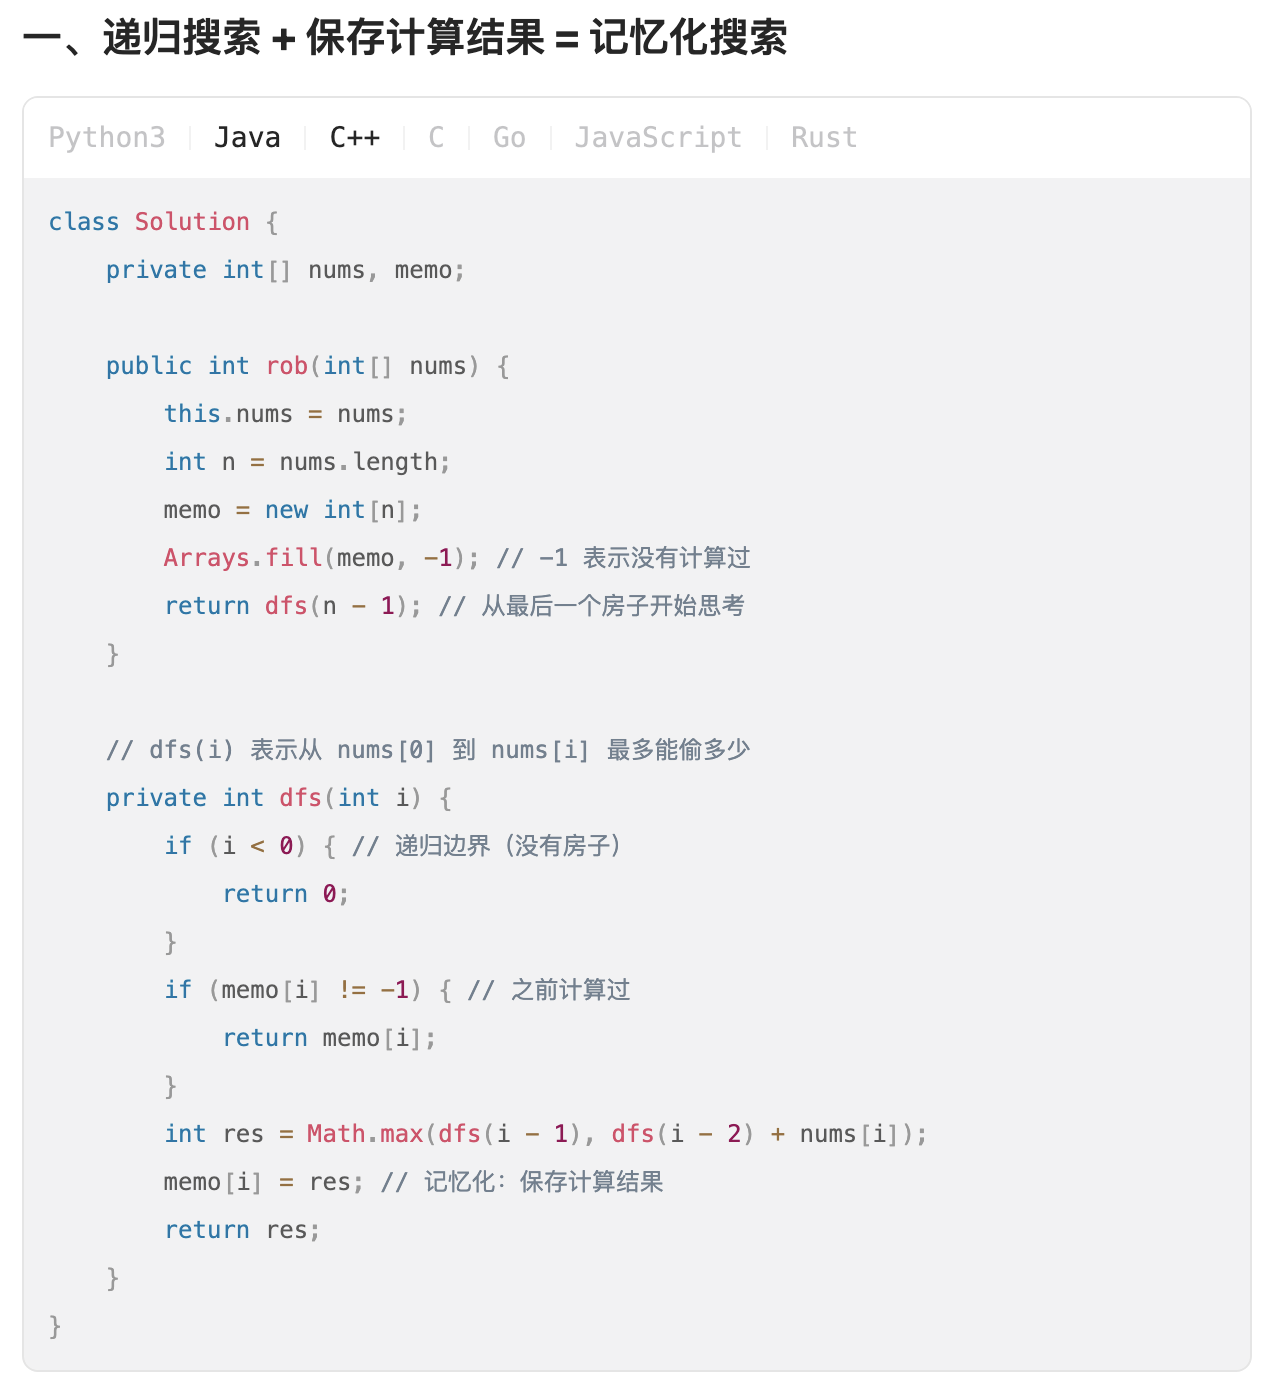 一、递归搜索 + 保存计算结果 = 记忆化搜索
Python3 Java C++ C Go JavaScript Rust
class Solution {
    private int[] nums, memo;

    public int rob(int[] nums) {
        this.nums = nums;
        int n = nums.length;
        memo = new int[n];
        Arrays.fill(memo, -1); // -1 表示没有计算过
        return dfs(n - 1); // 从最后一个房子开始思考
    }

    // dfs(i) 表示从 nums[0] 到 nums[i] 最多能偷多少
    private int dfs(int i) {
        if (i < 0) { // 递归边界（没有房子）
            return 0;
        }
        if (memo[i] != -1) { // 之前计算过
            return memo[i];
        }
        int res = Math.max(dfs(i - 1), dfs(i - 2) + nums[i]);
        memo[i] = res; // 记忆化：保存计算结果
        return res;
    }
}